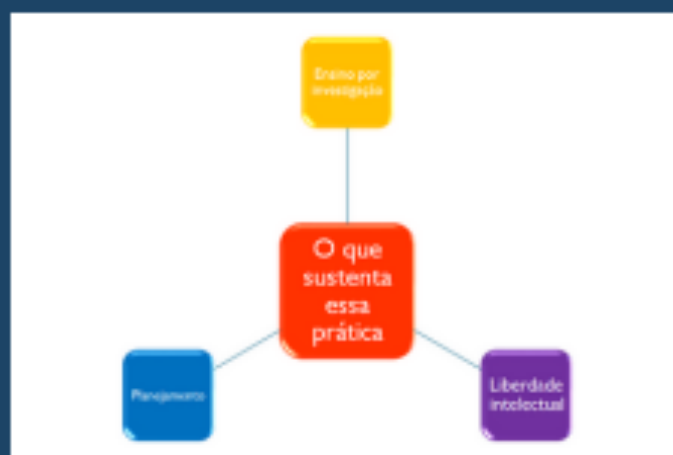 Ensino por
investigação
O que
sustenta
essa
prática
Planejamento
Liberdade
intelectual